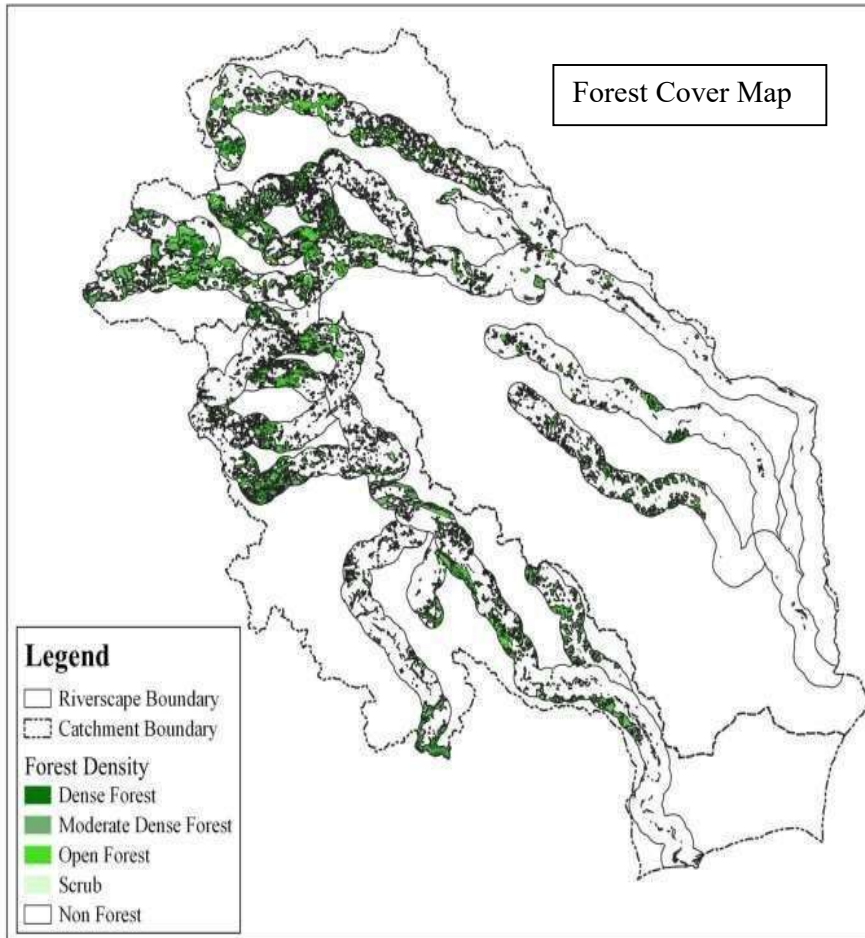 Forest Cover Map
Legend
Riverscape Boundary
Catchment Boundary
Forest Density
Dense Forest
Moderate Dense Forest
Open Forest
Scrub
Non Forest